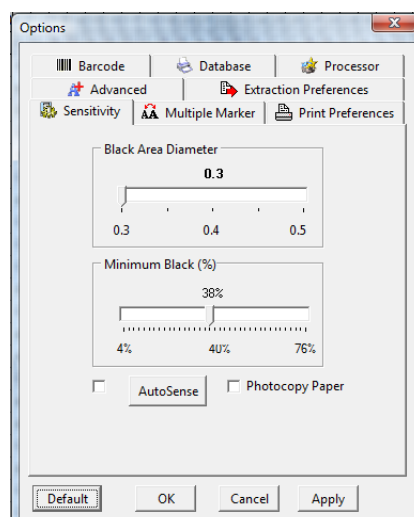 Options
Barcode Database Processor
Advanced Extraction Preferences
Sensitivity Multiple Marker Print Preferences
Black Area Diameter
0.3
0.3 0.4 0.5
Minimum Black (%)
38%
4% 40% 76%
AutoSense Photocopy Paper
Default OK Cancel Apply